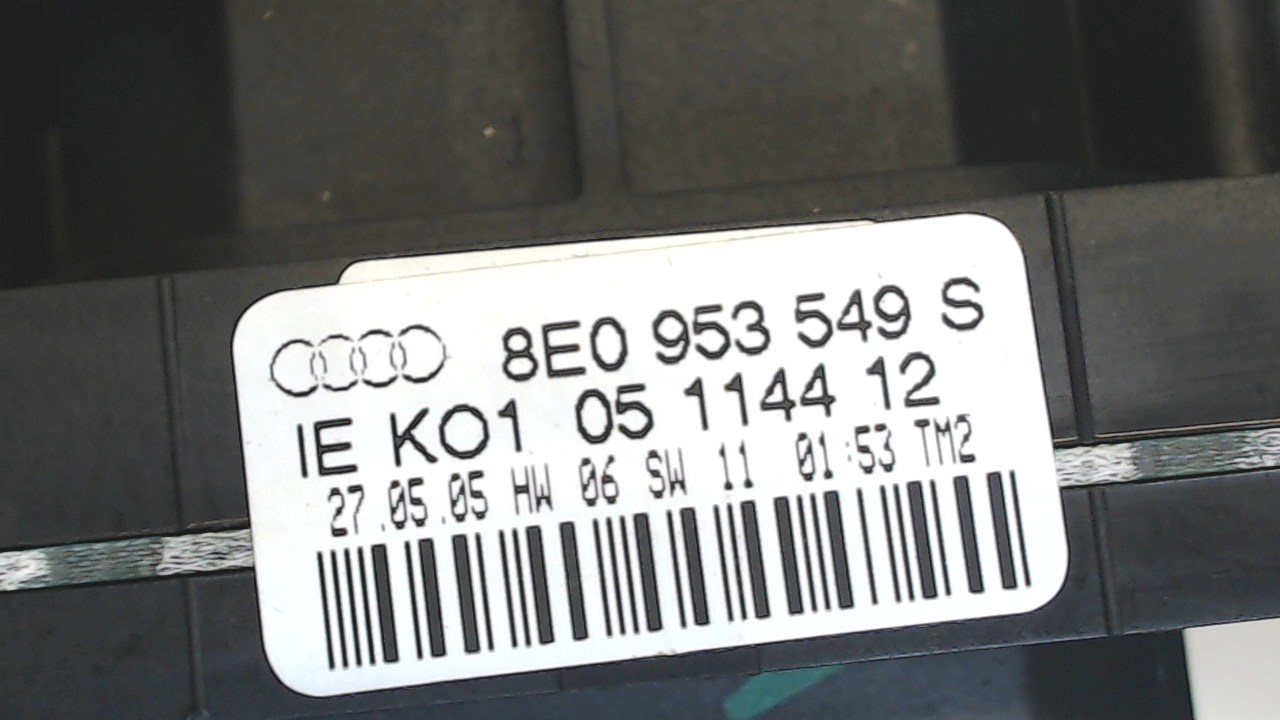 8E0 953 549 S
IE KO1 05 1144 12
27.05.05 HW 06 SW 11 01:53 TM2